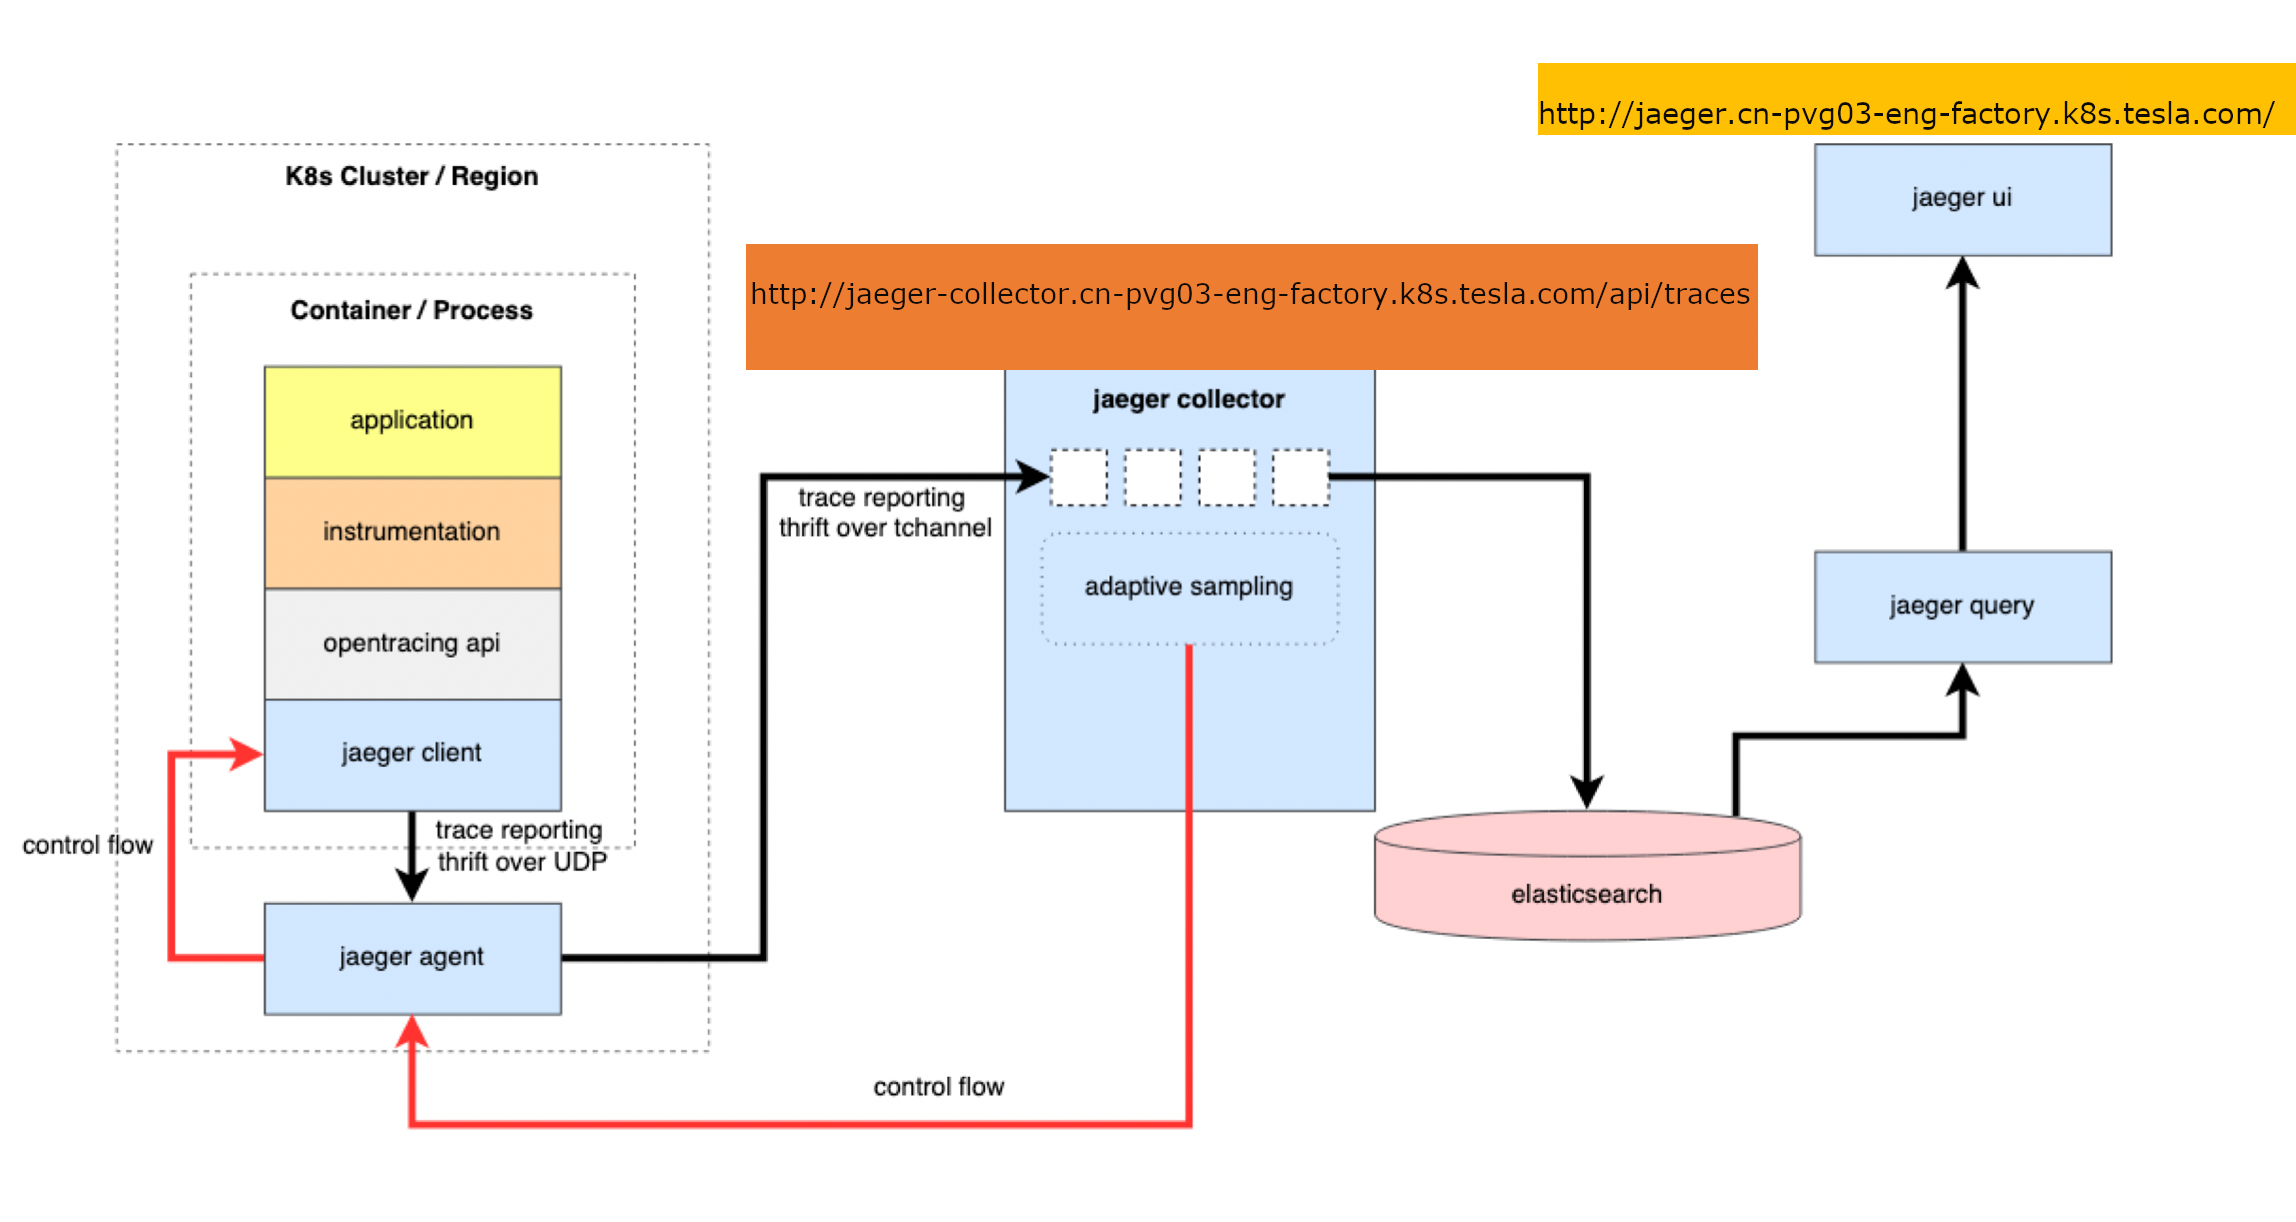 http://jaeger.cn-pvg03-eng-factory.k8s.tesla.com/
K8s Cluster / Region
jaeger ui
http://jaeger-collector.cn-pvg03-eng-factory.k8s.tesla.com/api/traces
Container / Process
jaeger collector
application
trace reporting
thrift over tchannel
instrumentation
adaptive sampling
jaeger query
opentracing api
jaeger client
control flow
trace reporting
thrift over UDP
elasticsearch
jaeger agent
control flow